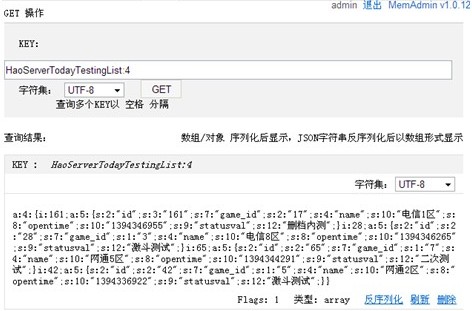 admin 退出 MemAdmin v1.0.12
GET 操作
KEY:
HaoServerTodayTestingList:4
字符集: UTF-8 GET
查询多个KEY以 空格 分隔
查询结果: 数组/对象 序列化后显示，JSON字符串反序列化后以数组形式显示
KEY : HaoServerTodayTestingList:4
字符集: UTF-8
a:4:{i:161;a:5:{s:2:"id";s:3:"161";s:7:"game_id";s:2:"17";s:4:"name";s:10:"电信1区";s:
8:"opentime";s:10:"1394346955";s:9:"statusval";s:12:"删档内测";}i:28;a:5:{s:2:"id";s:2
:"28";s:7:"game_id";s:1:"3";s:4:"name";s:10:"电信8区";s:8:"opentime";s:10:"1394346265"
;s:9:"statusval";s:12:"激斗测试";}i:65;a:5:{s:2:"id";s:2:"65";s:7:"game_id";s:1:"7";s:
4:"name";s:10:"网通5区";s:8:"opentime";s:10:"1394344291";s:9:"statusval";s:12:"二次测
试";}i:42;a:5:{s:2:"id";s:2:"42";s:7:"game_id";s:1:"5";s:4:"name";s:10:"网通2区";s:8:"
opentime";s:10:"1394336922";s:9:"statusval";s:12:"激斗测试";}}
Flags: 1 类型: array 反序列化 刷新 删除